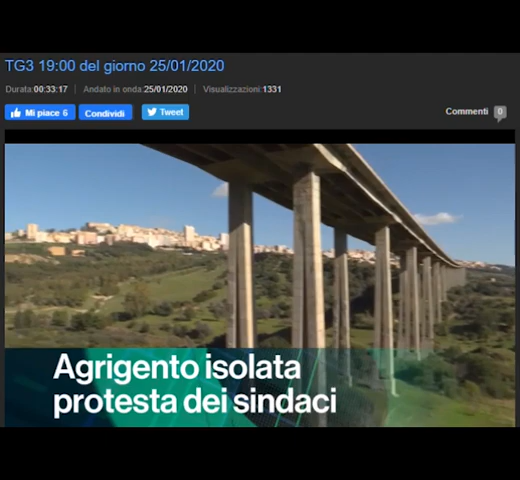 TG3 19:00 del giorno 25/01/2020
Durata:00:33:17 | Andato in onda:25/01/2020 | Visualizzazioni:1331
Mi piace 6 Condividi Tweet Commenti 0
Agrigento isolata
protesta dei sindaci